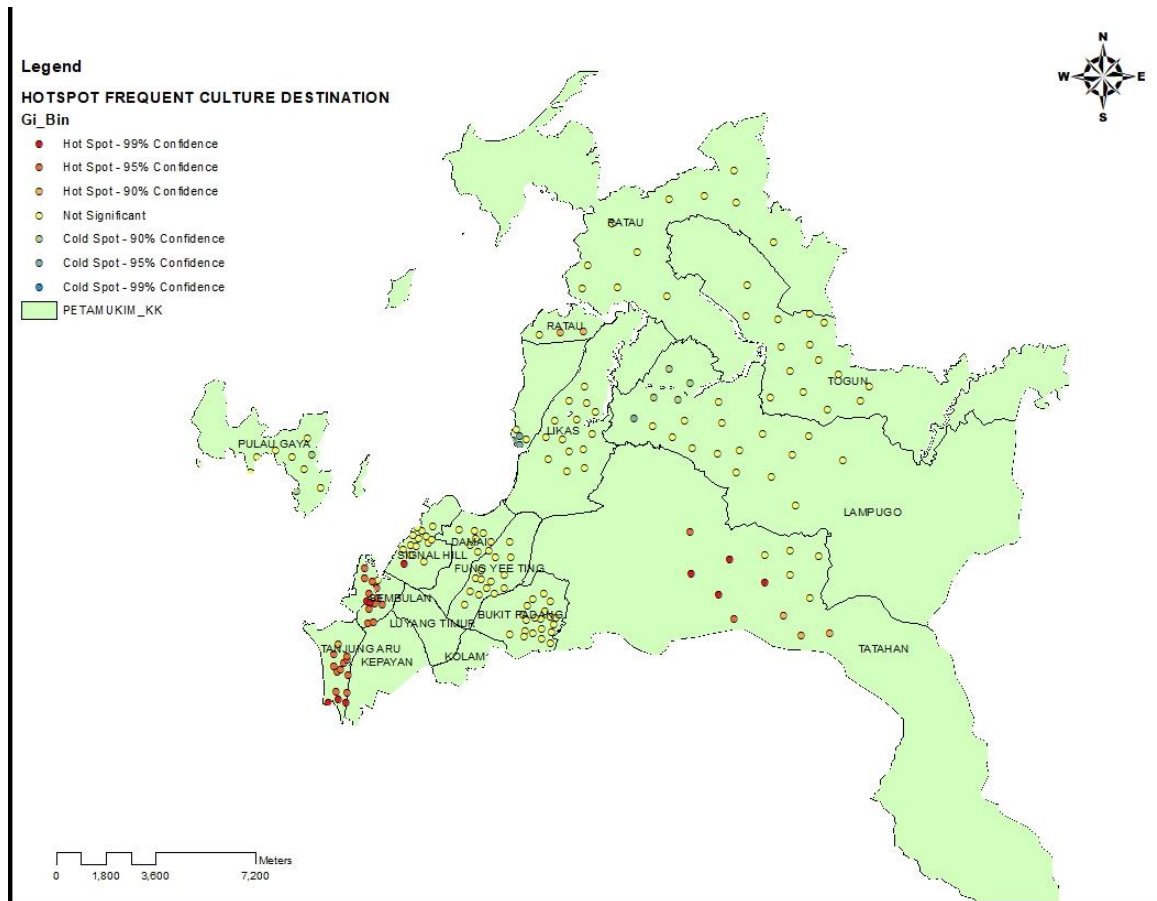 N
W E
S
Legend
HOTSPOT FREQUENT CULTURE DESTINATION
Gi_Bin
Hot Spot - 99% Confidence
Hot Spot - 95% Confidence
Hot Spot - 90% Confidence
Not Significant
Cold Spot - 90% Confidence
Cold Spot - 95% Confidence
Cold Spot - 99% Confidence
PETAMUKIM_KK
RATAU
RATAU
TOGUN
LIKAS
PULAU GAYA
LAMPUGO
DAMAI
SIGNAL HILL
FUNG YEE TING
SEMBULAN
BUKIT PADANG
LUYANG TIMUR
TANJUNG ARU
KOLAM
KEPAYAN
TATAHAN
Meters
0 1,800 3,600 7,200